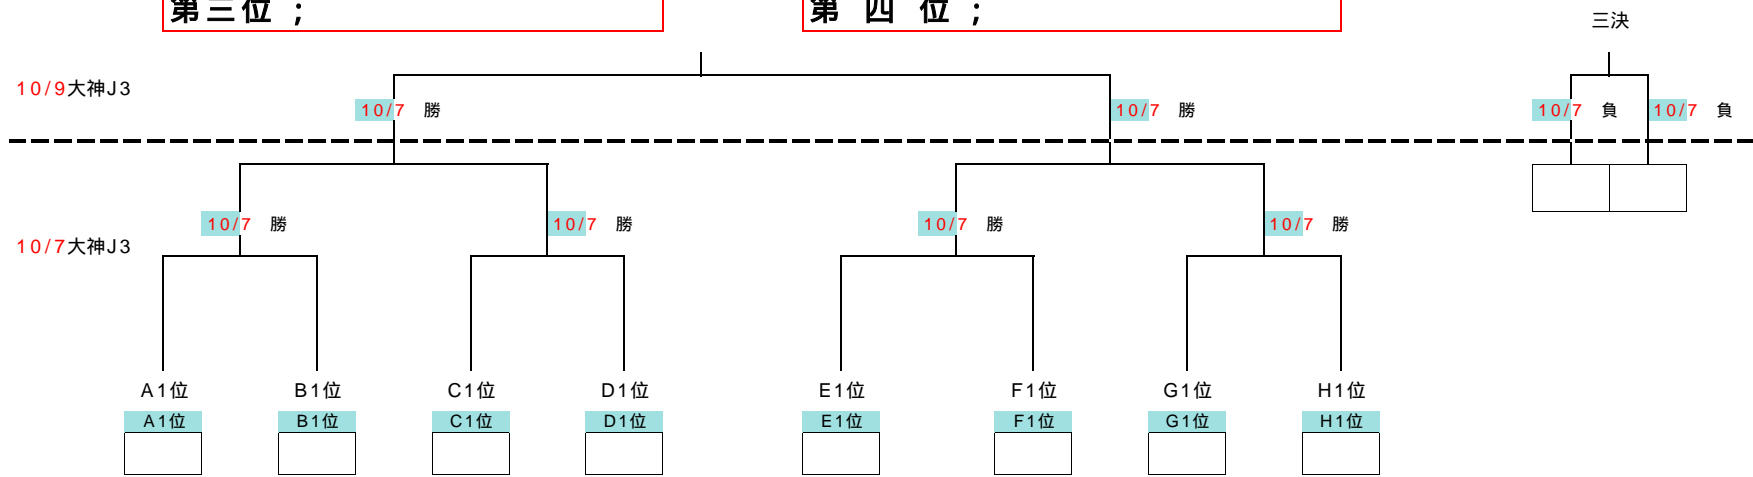 第三位；
第 四 位 ；
三決
10/9大神J3
10/7 勝
10/7 勝
10/7 負
10/7 負
10/7 勝
10/7 勝
10/7 勝
10/7 勝
10/7大神J3
A1位
B1位
C1位
D1位
E1位
F1位
G1位
H1位
A1位
B1位
C1位
D1位
E1位
F1位
G1位
H1位